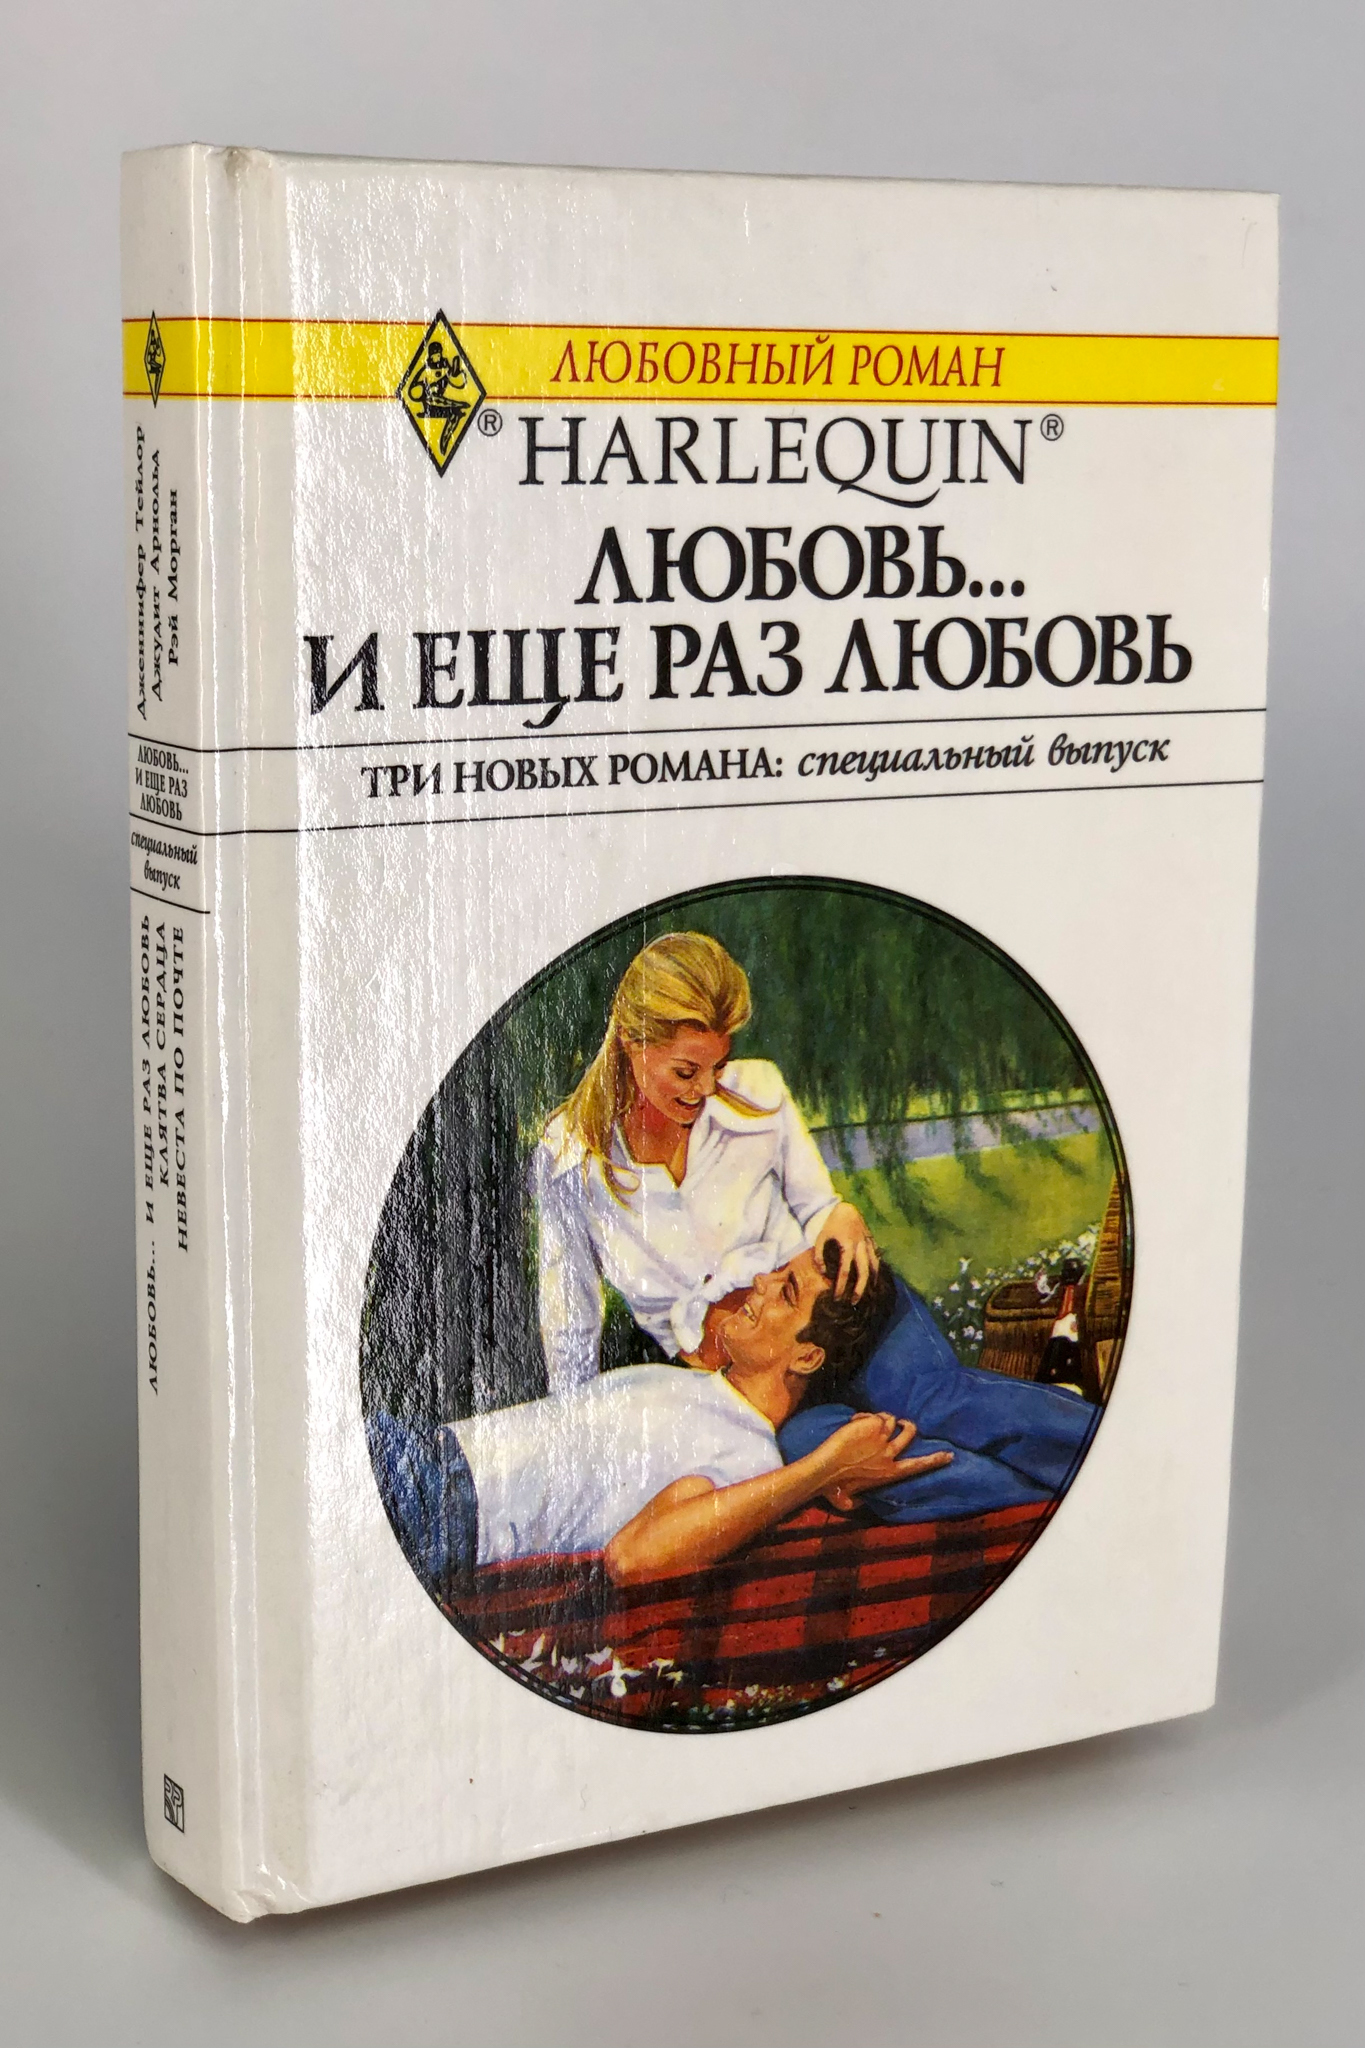 ЛЮБОВНЫЙ РОМАН
® HARLEQUIN®
ЛЮБОВЬ...
И ЕЩЕ РАЗ ЛЮБОВЬ
ТРИ НОВЫХ РОМАНА: специальный выпуск
Дженнифер Тейлор
Джудит Арнольд
Рэй Морган
ЛЮБОВЬ...
И ЕЩЕ РАЗ
ЛЮБОВЬ
специальный
выпуск
ЛЮБОВЬ... И ЕЩЕ РАЗ ЛЮБОВЬ
КЛЯТВА СЕРДЦА
НЕВЕСТА ПО ПОЧТЕ